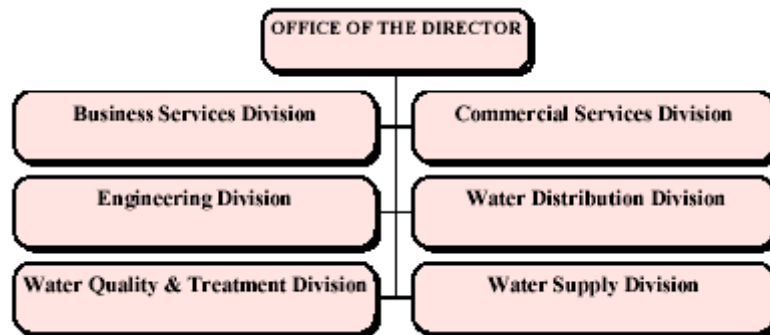 OFFICE OF THE DIRECTOR
Business Services Division
Commercial Services Division
Engineering Division
Water Distribution Division
Water Quality & Treatment Division
Water Supply Division